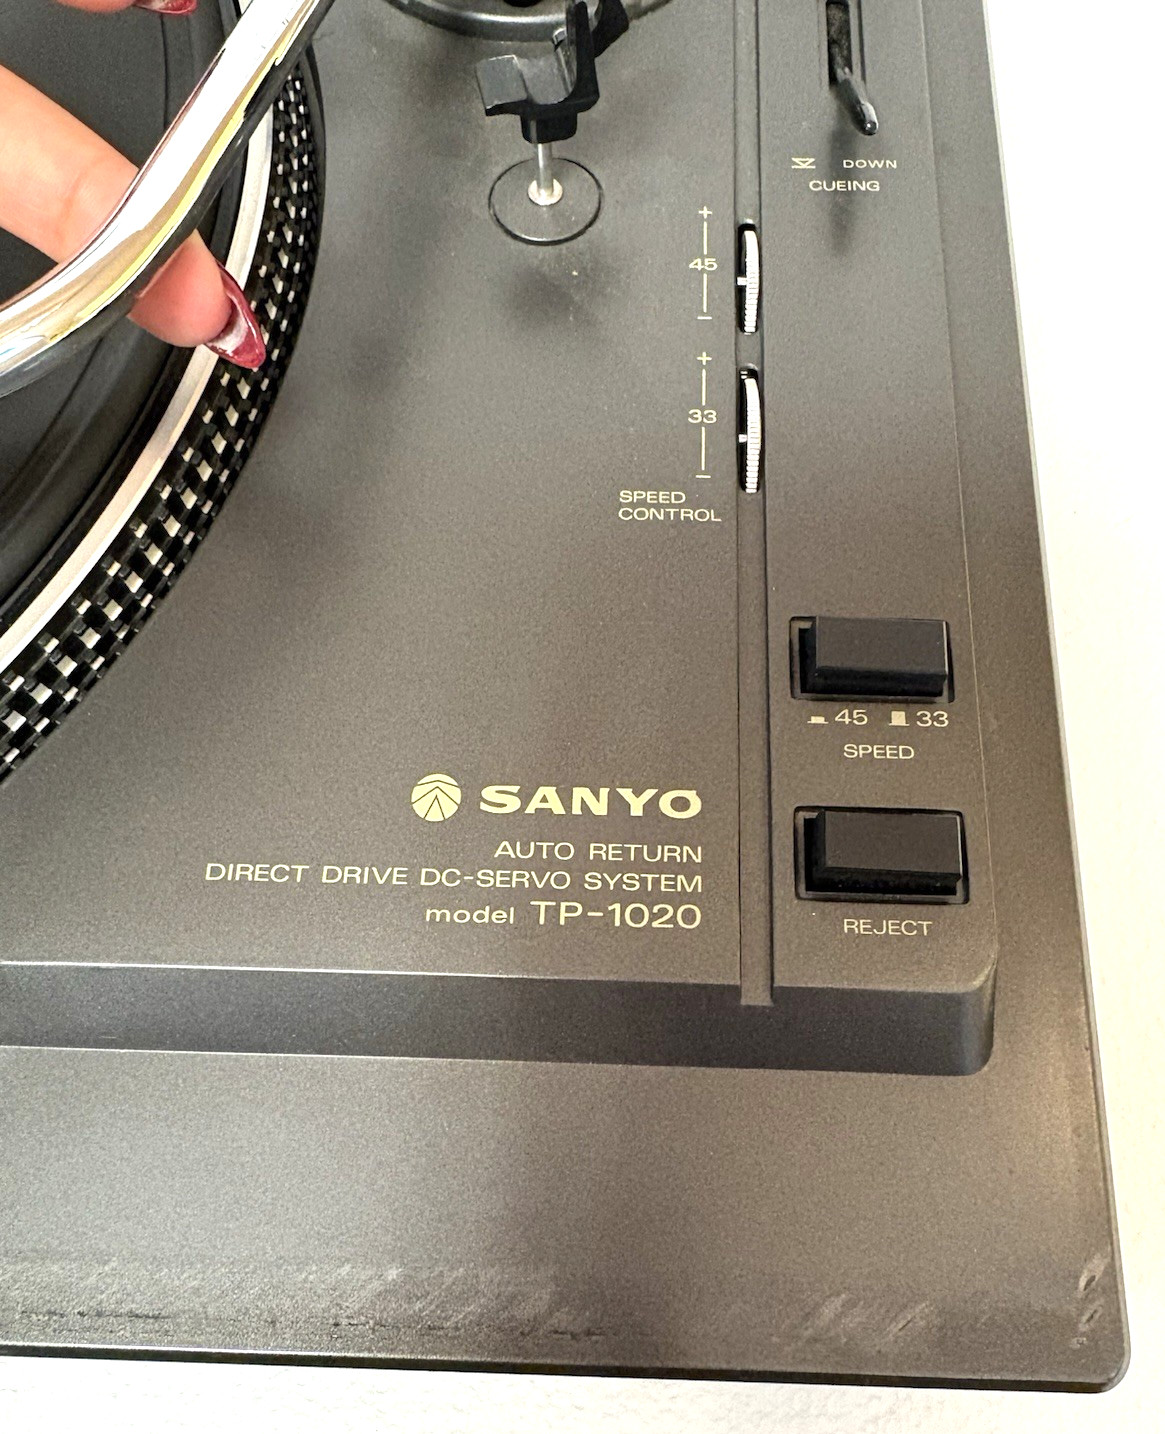 DOWN
CUEING
+
45
−
+
33
−
SPEED
CONTROL
45 33
SPEED
SANYO
AUTO RETURN
DIRECT DRIVE DC-SERVO SYSTEM
model TP-1020
REJECT